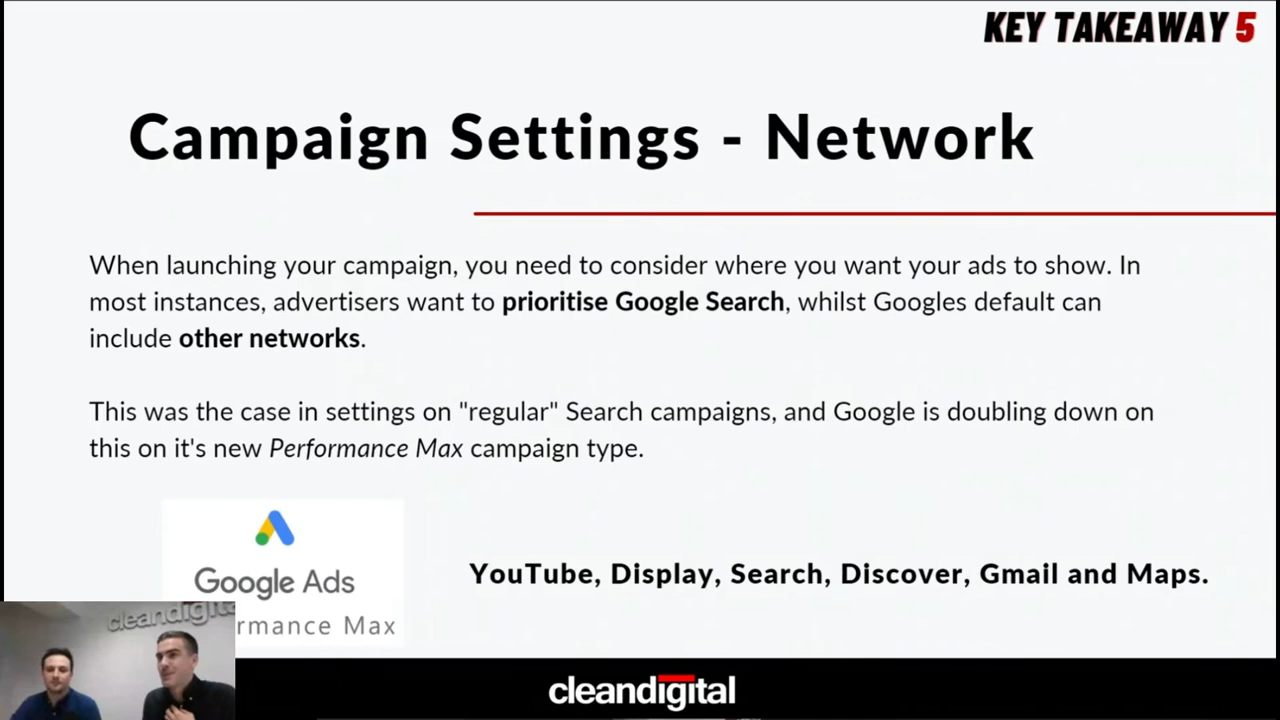 KEY TAKEAWAY 5
Campaign Settings - Network
When launching your campaign, you need to consider where you want your ads to show. In
most instances, advertisers want to prioritise Google Search, whilst Googles default can
include other networks.
This was the case in settings on "regular" Search campaigns, and Google is doubling down on
this on it's new Performance Max campaign type.
Google Ads
YouTube, Display, Search, Discover, Gmail and Maps.
rmance Max
cleandigita
cleandigital